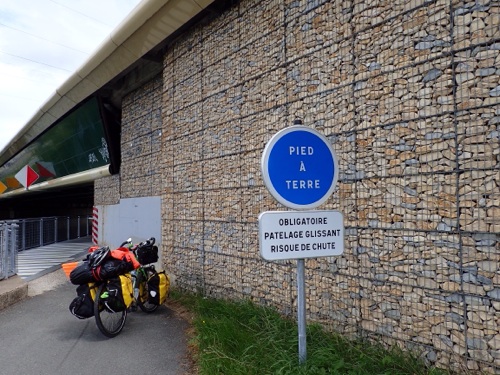 PIED
À
TERRE
OBLIGATOIRE
PATELAGE GLISSANT
RISQUE DE CHUTE